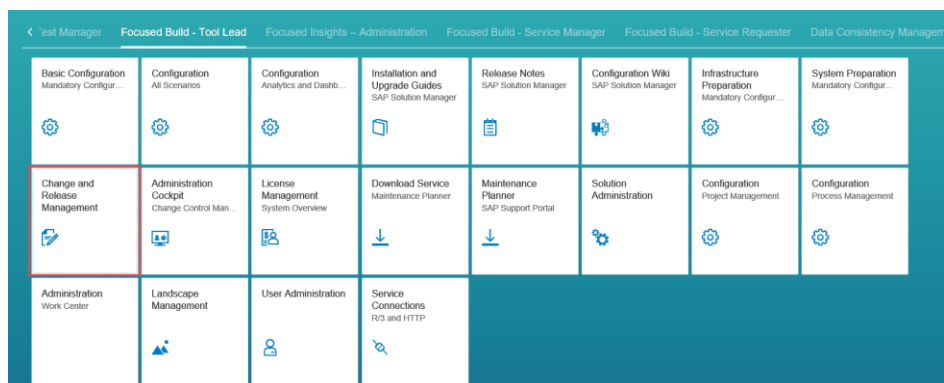 Test Manager Focused Build - Tool Lead Focused Insights – Administration Focused Build - Service Manager Focused Build - Service Requester Data Consistency Managem
Basic Configuration
Mandatory Configur...
Configuration
All Scenarios
Configuration
Analytics and Dashb...
Installation and
Upgrade Guides
SAP Solution Manager
Release Notes
SAP Solution Manager
Configuration Wiki
SAP Solution Manager
Infrastructure
Preparation
Mandatory Configur...
System Preparation
Mandatory Configur...
Change and
Release
Management
Administration
Cockpit
Change Control Man...
License
Management
System Overview
Download Service
Maintenance Planner
Maintenance
Planner
SAP Support Portal
Solution
Administration
Configuration
Project Management
Configuration
Process Management
Administration
Work Center
Landscape
Management
User Administration
Service
Connections
R/3 and HTTP